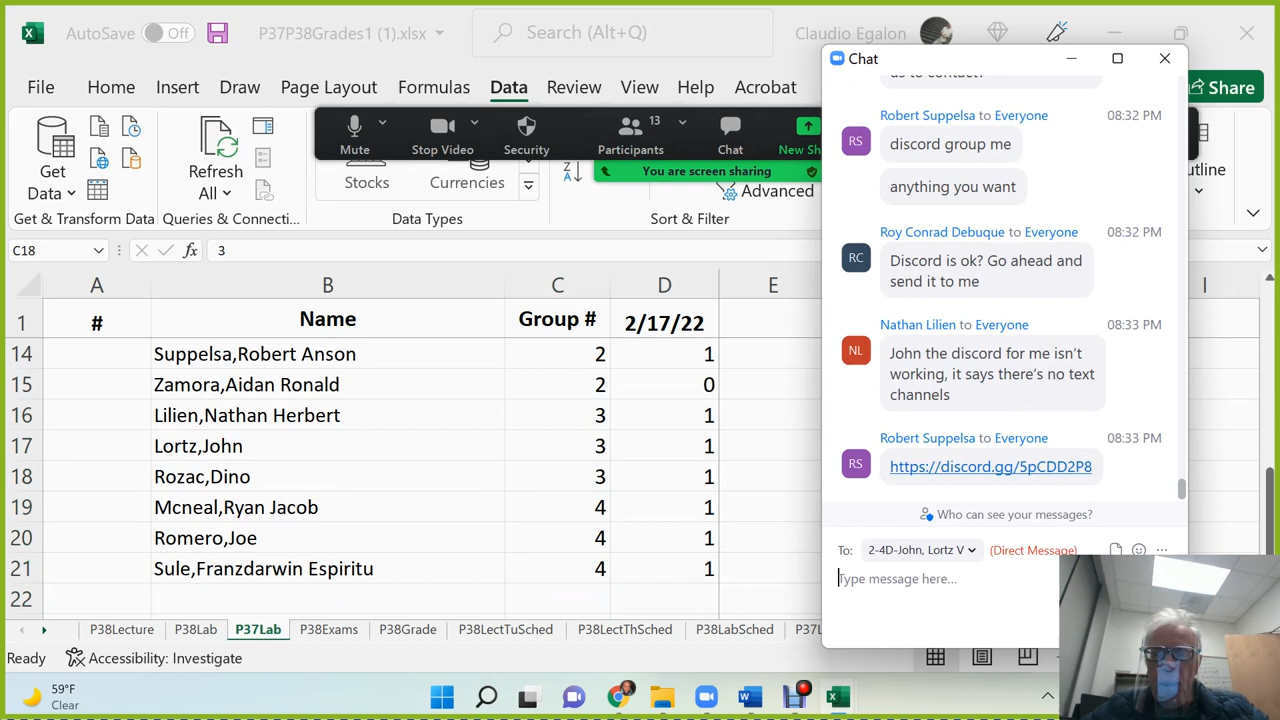 AutoSave Off P37P38Grades1 (1).xlsx Search (Alt+Q) Claudio Egalon
File Home Insert Draw Page Layout Formulas Data Review View Help Acrobat Share
Get Data
Refresh All
Stocks Currencies
Advanced
Get & Transform Data Queries & Connecti... Data Types Sort & Filter
utline
Mute Stop Video Security Participants 13 Chat New Sh
You are screen sharing
C18 fx 3
A B C D E I
1 # Name Group # 2/17/22
14 Suppelsa,Robert Anson 2 1
15 Zamora,Aidan Ronald 2 0
16 Lilien,Nathan Herbert 3 1
17 Lortz,John 3 1
18 Rozac,Dino 3 1
19 Mcneal,Ryan Jacob 4 1
20 Romero,Joe 4 1
21 Sule,Franzdarwin Espiritu 4 1
22
P38Lecture P38Lab P37Lab P38Exams P38Grade P38LectTuSched P38LectThSched P38LabSched P37L
Ready Accessibility: Investigate
59°F
Clear
Chat
us to contact?
Robert Suppelsa to Everyone 08:32 PM
RS discord group me
anything you want
Roy Conrad Debuque to Everyone 08:32 PM
RC Discord is ok? Go ahead and
send it to me
Nathan Lilien to Everyone 08:33 PM
NL John the discord for me isn’t
working, it says there’s no text
channels
Robert Suppelsa to Everyone 08:33 PM
RS https://discord.gg/5pCDD2P8
Who can see your messages?
To: 2-4D-John, Lortz V (Direct Message)
Type message here...